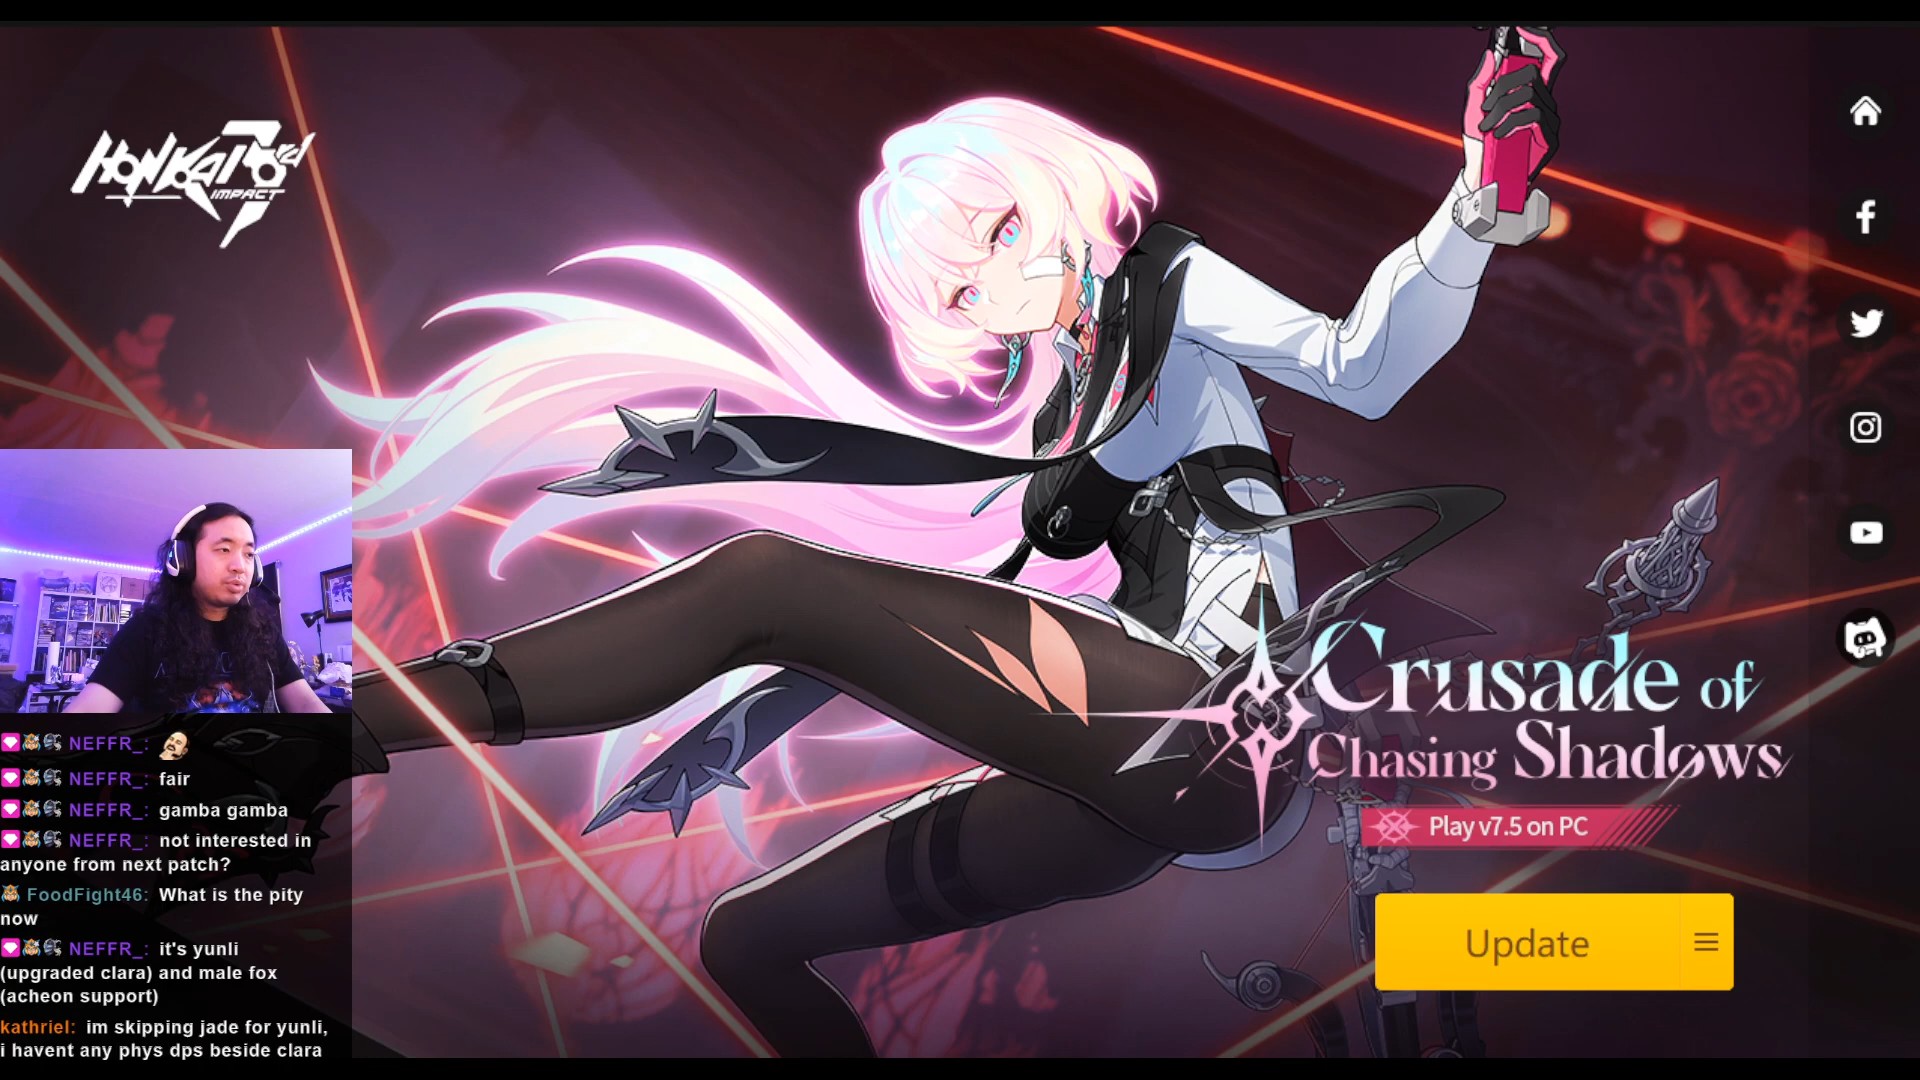 HONKAI 3rd
IMPACT
Crusade of
Chasing Shadows
Play v7.5 on PC
Update
NEFFR_:
NEFFR_: fair
NEFFR_: gamba gamba
NEFFR_: not interested in
anyone from next patch?
FoodFight46: What is the pity
now
NEFFR_: it's yunli
(upgraded clara) and male fox
(acheon support)
kathriel: im skipping jade for yunli,
i havent any phys dps beside clara